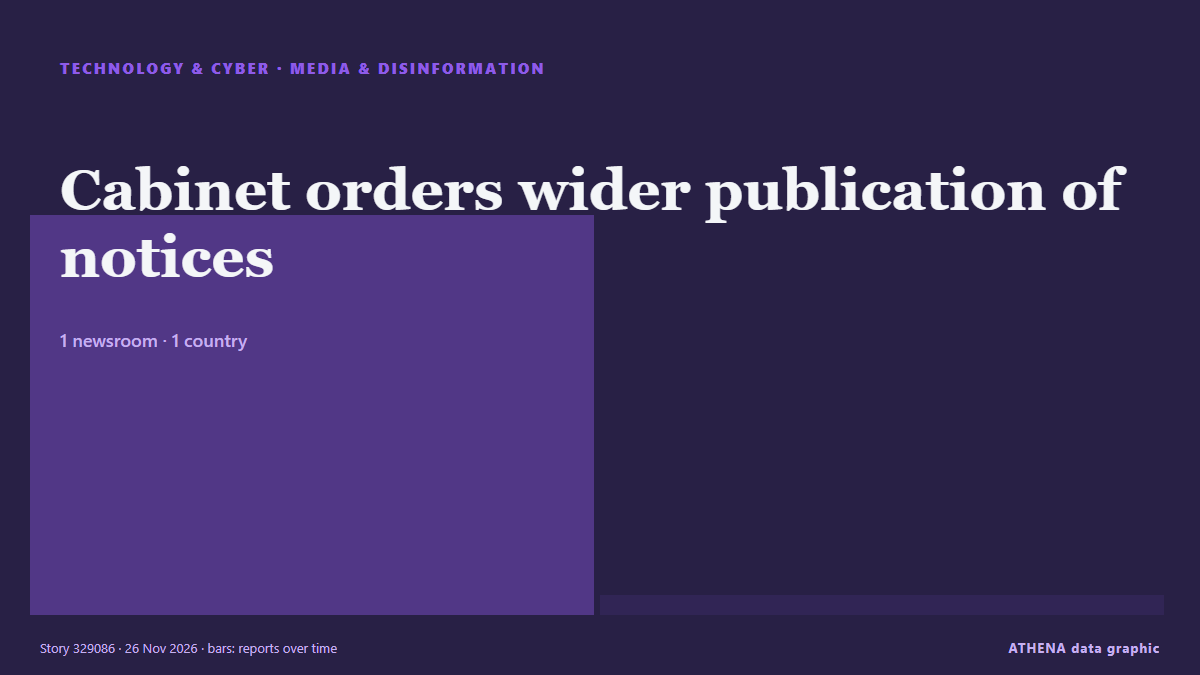 TECHNOLOGY & CYBER · MEDIA & DISINFORMATION
Cabinet orders wider publication of
notices
1 newsroom · 1 country
Story 329086 · 26 Nov 2026 · bars: reports over time
ATHENA data graphic